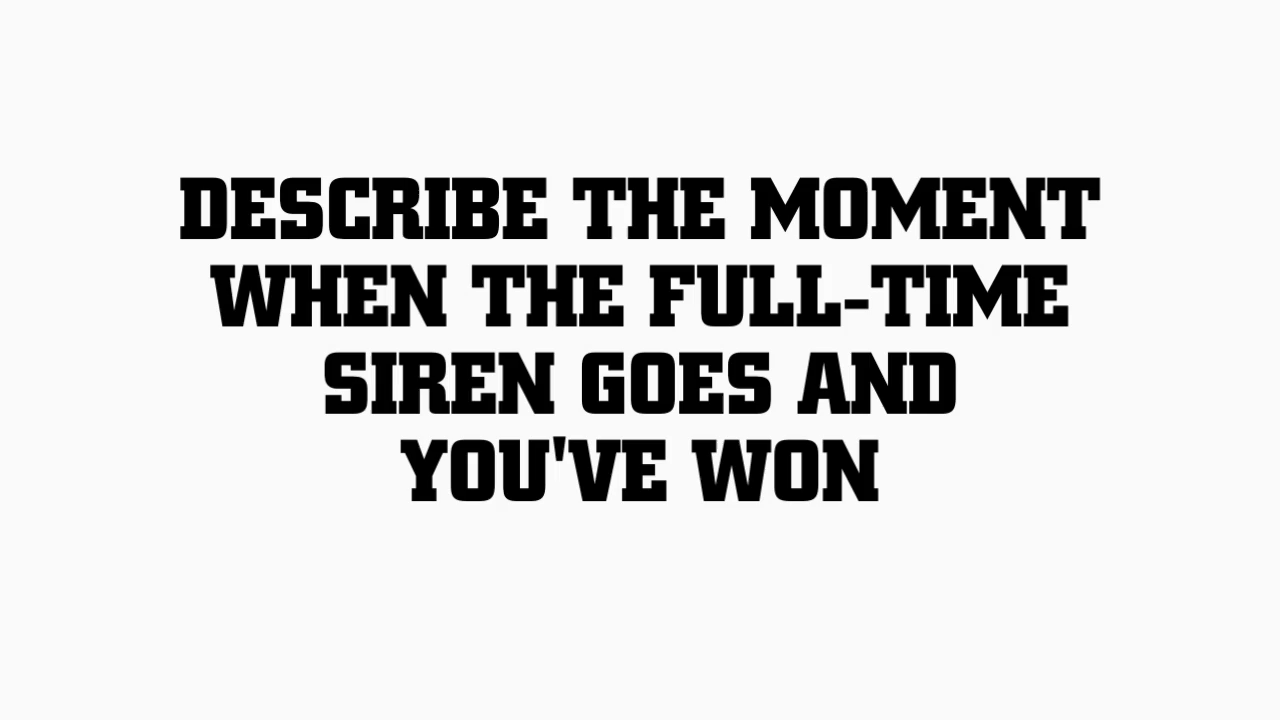 DESCRIBE THE MOMENT
WHEN THE FULL-TIME
SIREN GOES AND
YOU'VE WON